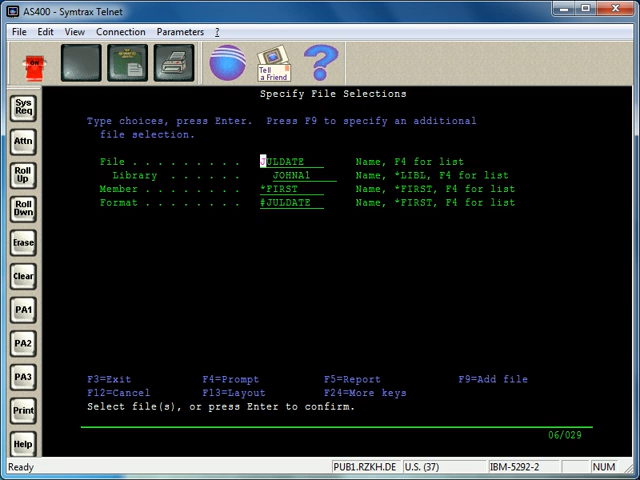 AS400 - Symtrax Telnet
File Edit View Connection Parameters ?
ON
Tell
a Friend
Specify File Selections
Sys
Req
Type choices, press Enter. Press F9 to specify an additional
file selection.
Attn
File . . . . . . . . . JULDATE Name, F4 for list
Roll
Up
Library . . . . . . . JOHNA1 Name, *LIBL, F4 for list
Member . . . . . . . . *FIRST Name, *FIRST, F4 for list
Roll
Dwn
Format . . . . . . . . #JULDATE Name, *FIRST, F4 for list
Erase
Clear
PA1
PA2
PA3
F3=Exit F4=Prompt F5=Report F9=Add file
F12=Cancel F13=Layout F24=More keys
Print
Select file(s), or press Enter to confirm.
06/029
Help
Ready PUB1.RZKH.DE U.S. (37) IBM-5292-2 NUM